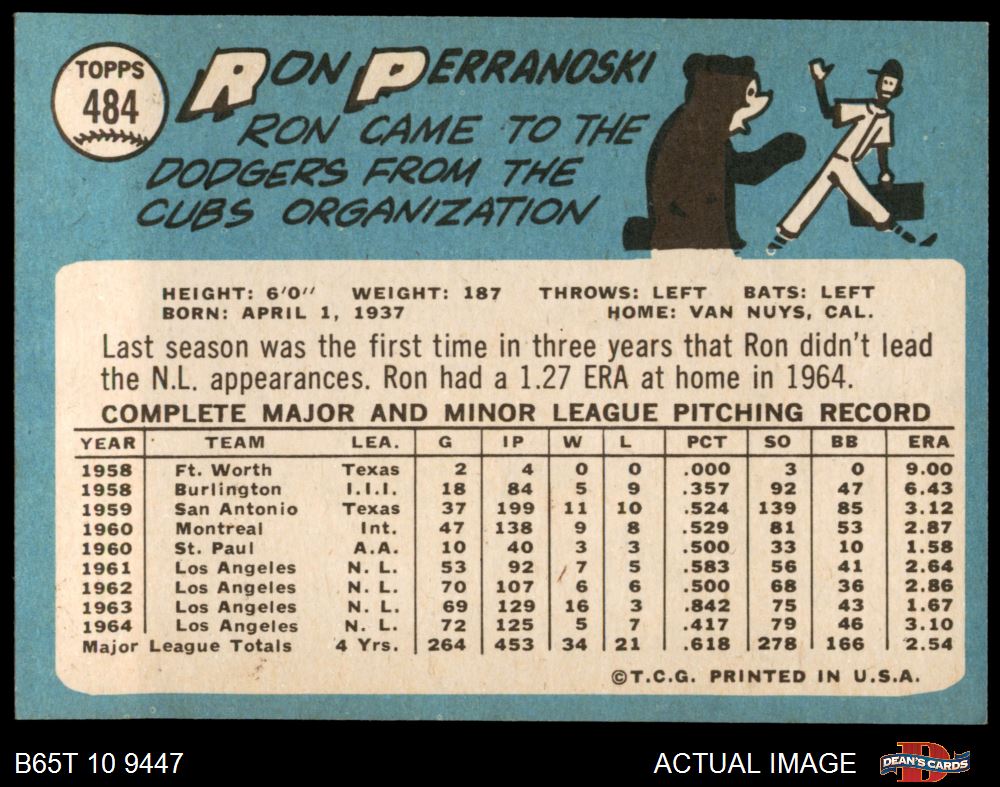 TOPPS
484
RON PERRANOSKI
RON CAME TO THE
DODGERS FROM THE
CUBS ORGANIZATION
HEIGHT: 6'0" WEIGHT: 187 THROWS: LEFT BATS: LEFT
BORN: APRIL 1, 1937 HOME: VAN NUYS, CAL.
Last season was the first time in three years that Ron didn't lead
the N.L. appearances. Ron had a 1.27 ERA at home in 1964.
COMPLETE MAJOR AND MINOR LEAGUE PITCHING RECORD
YEAR TEAM LEA. G IP W L PCT SO BB ERA
1958 Ft. Worth Texas 2 4 0 0 .000 3 0 9.00
1958 Burlington I.I.I. 18 84 5 9 .357 92 47 6.43
1959 San Antonio Texas 37 199 11 10 .524 139 85 3.12
1960 Montreal Int. 47 138 9 8 .529 81 53 2.87
1960 St. Paul A.A. 10 40 3 3 .500 33 10 1.58
1961 Los Angeles N. L. 53 92 7 5 .583 56 41 2.64
1962 Los Angeles N. L. 70 107 6 6 .500 68 36 2.86
1963 Los Angeles N. L. 69 129 16 3 .842 75 43 1.67
1964 Los Angeles N. L. 72 125 5 7 .417 79 46 3.10
Major League Totals 4 Yrs. 264 453 34 21 .618 278 166 2.54
©T.C.G. PRINTED IN U.S.A.
B65T 10 9447 ACTUAL IMAGE DEAN'S CARDS